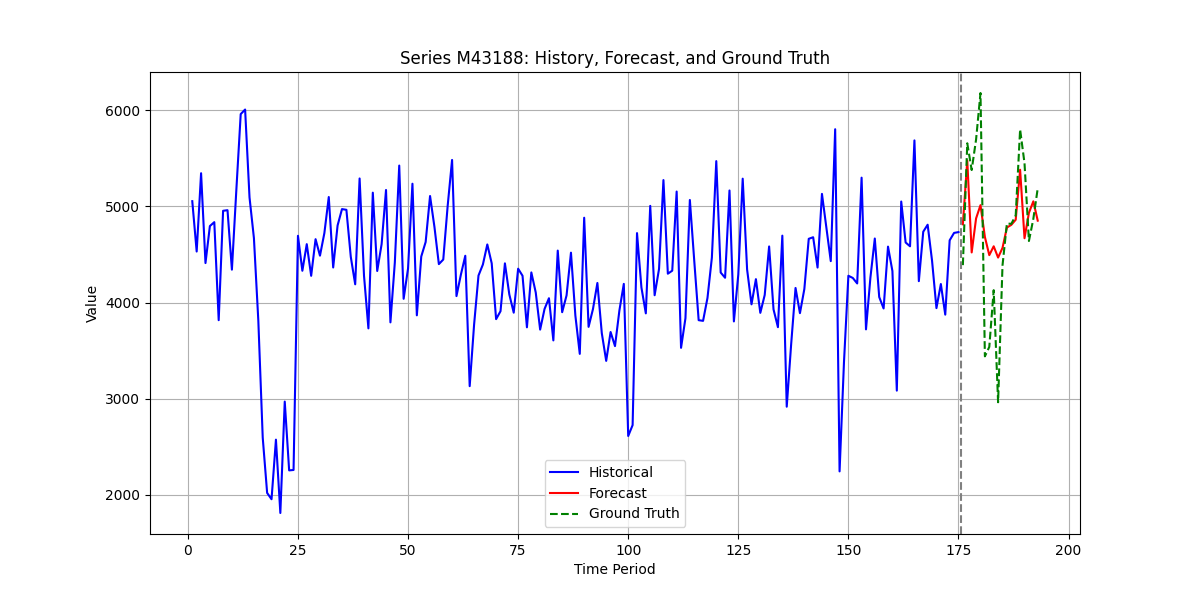 Series M43188: History, Forecast, and Ground Truth
Value
6000
5000
4000
3000
2000
Historical
Forecast
Ground Truth
0 25 50 75 100 125 150 175 200
Time Period